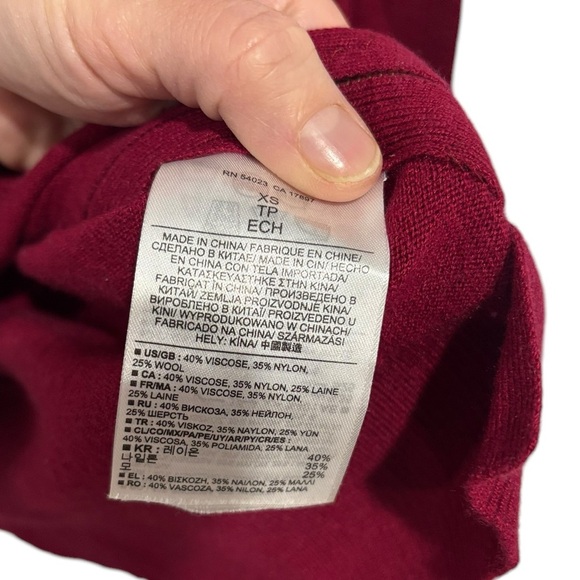 RN 54023 CA 17897
XS
TP
ECH
MADE IN CHINA/ FABRIQUE EN CHINE/
СДЕЛАНО В КИТАЕ/ MADE IN CIN/ HECHO
EN CHINA CON TELA IMPORTADA/
ΚΑΤΑΣΚΕΥΑΣΤΗΚΕ ΣΤΗΝ ΚΙΝΑ/
FABRICAT ÎN CHINA/ ПРОИЗВЕДЕНО В
КИТАЙ/ ZEMLJA PROIZVODNJE KINA/
ВИРОБЛЕНО В КИТАЇ/ PROIZVEDENO U
KINI/ WYPRODUKOWANO W CHINACH/
FABRICADO NA CHINA/ SZÁRMAZÁSI
HELY: KÍNA/ 中國製造
■ US/GB : 40% VISCOSE, 35% NYLON,
25% WOOL
■ CA : 40% VISCOSE, 35% NYLON, 25% LAINE
■ FR/MA : 40% VISCOSE, 35% NYLON,
25% LAINE
■ RU : 40% ВИСКОЗА, 35% НЕЙЛОН,
25% ШЕРСТЬ
■ TR : 40% VISKOZ, 35% NAYLON, 25% YÜN
■ CL/CO/MX/PA/PE/UY/AR/PY/CR/ES :
40% VISCOSA, 35% POLIAMIDA, 25% LANA
■ KR : 레이온 40%
나일론 35%
모 25%
■ EL : 40% ΒΙΣΚΟΖΗ, 35% ΝΑΙΛΟΝ, 25% ΜΑΛΛΙ
■ RO : 40% VASCOZA, 35% NILON, 25% LANA